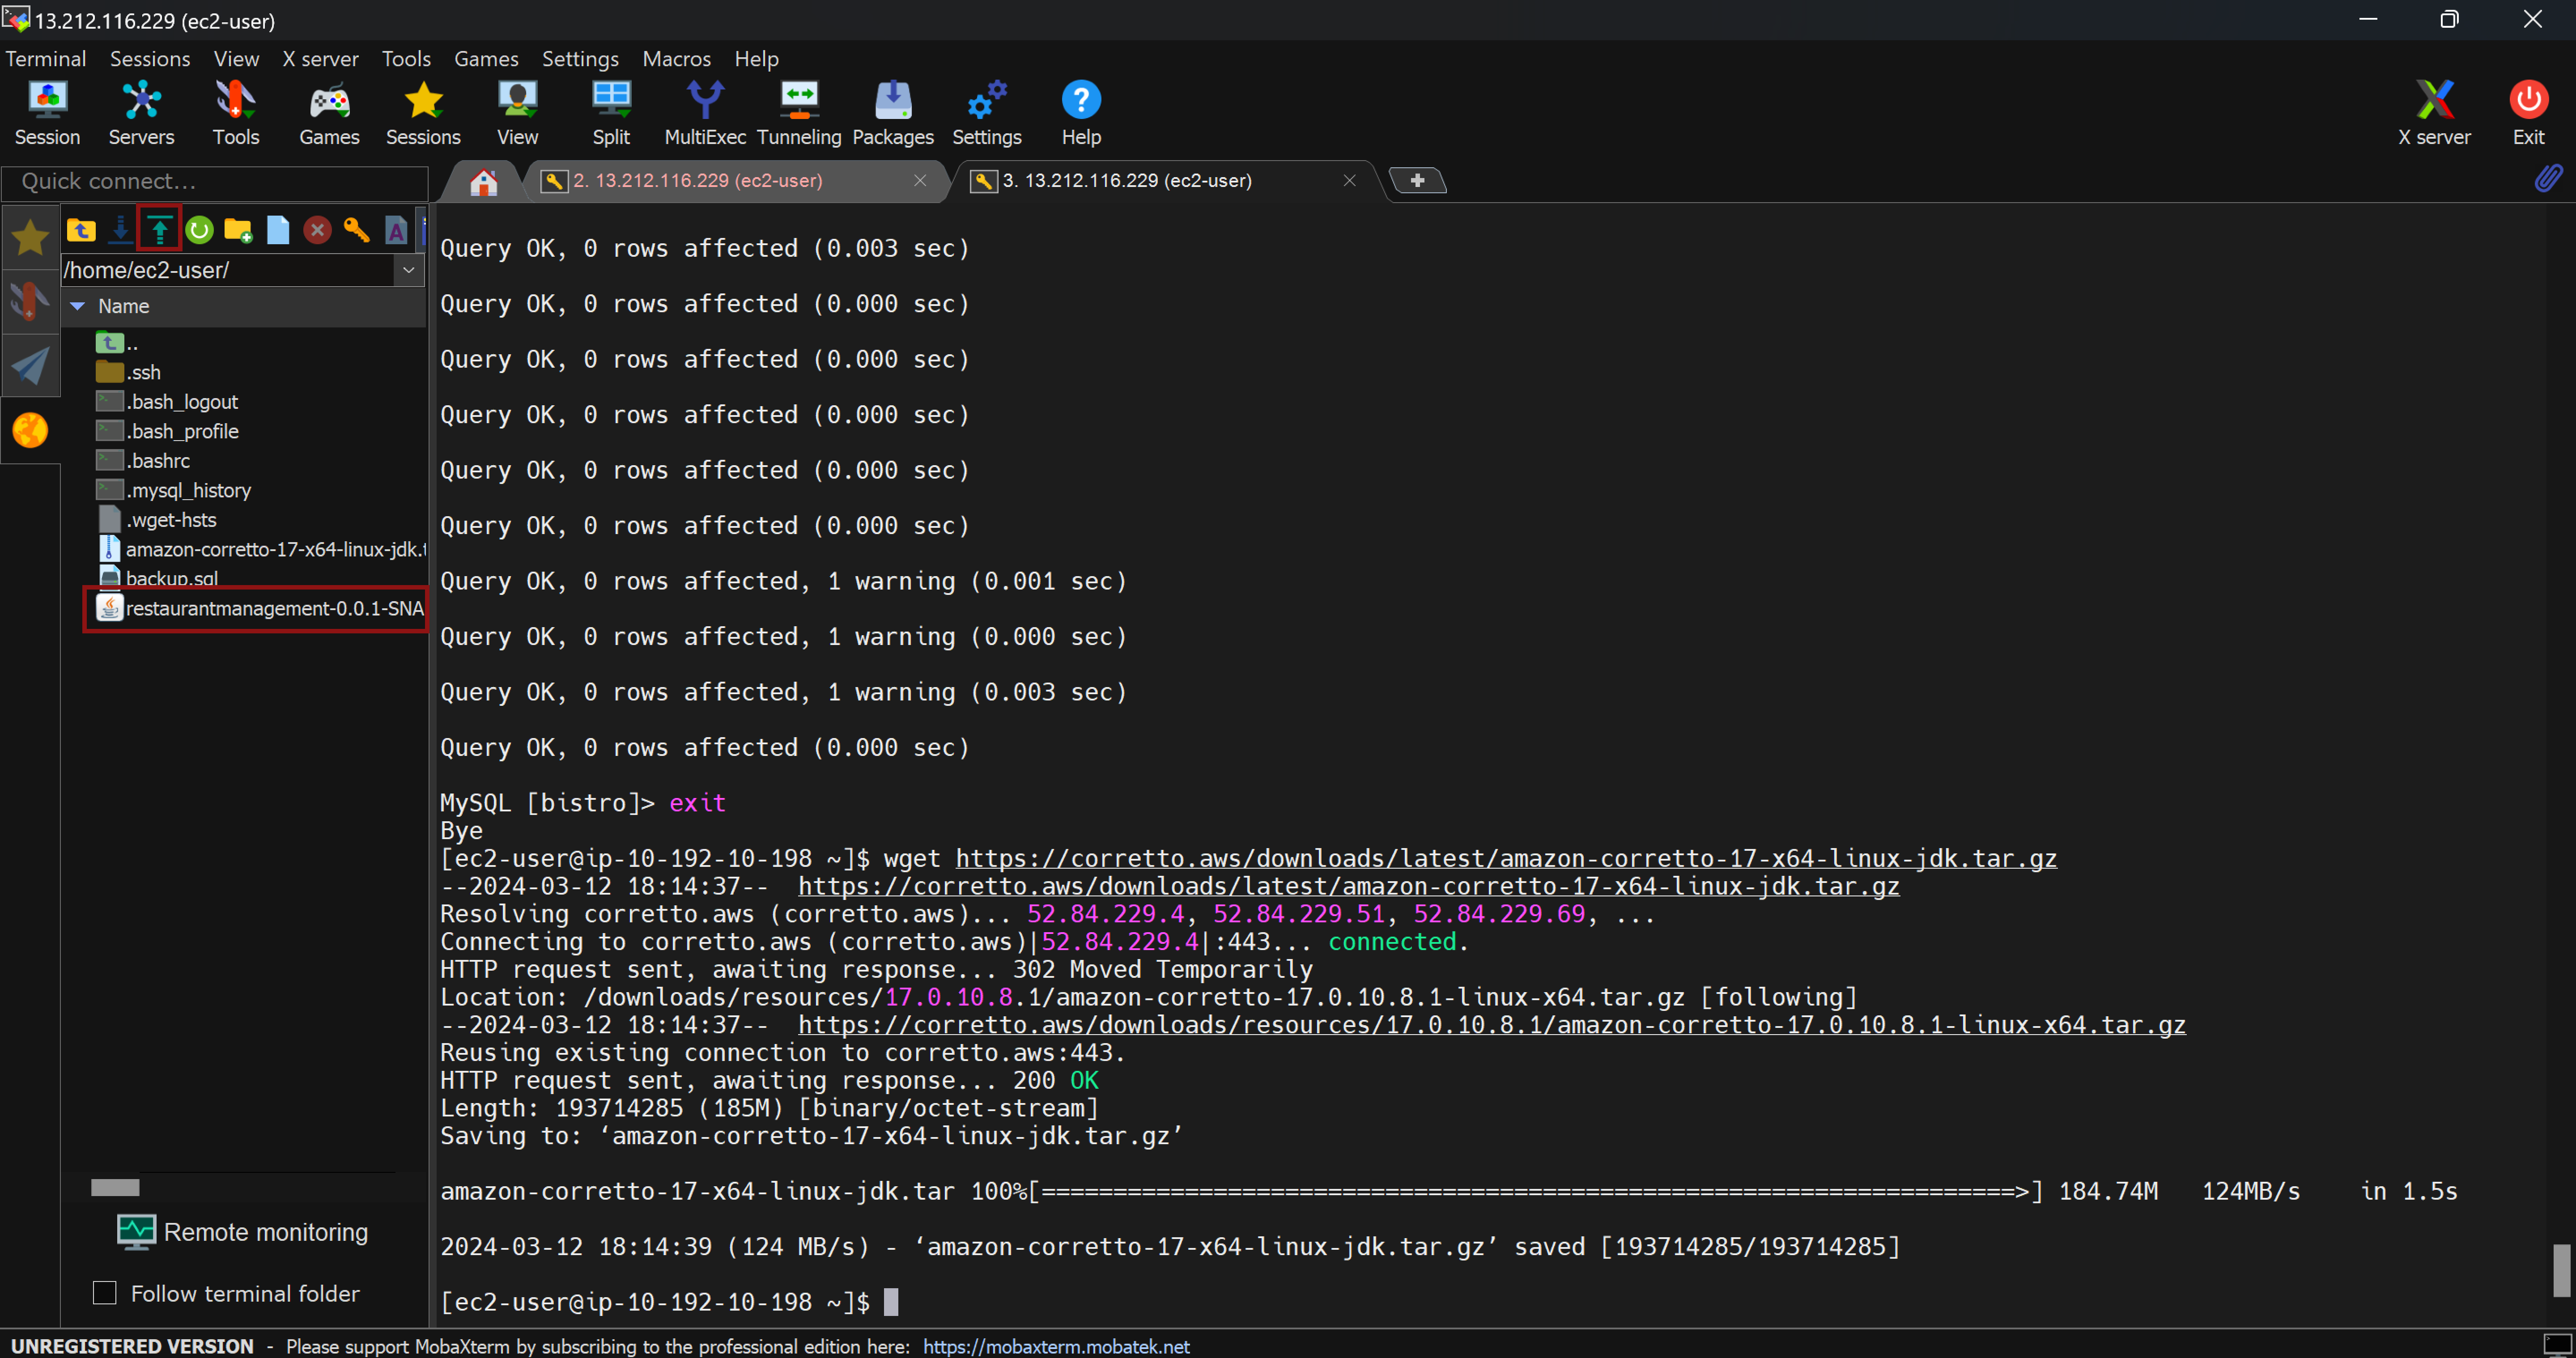 13.212.116.229 (ec2-user)
Terminal Sessions View X server Tools Games Settings Macros Help
Session Servers Tools Games Sessions View Split MultiExec Tunneling Packages Settings Help X server Exit
Quick connect...
2. 13.212.116.229 (ec2-user)
3. 13.212.116.229 (ec2-user)
/home/ec2-user/
Name
..
.ssh
.bash_logout
.bash_profile
.bashrc
.mysql_history
.wget-hsts
amazon-corretto-17-x64-linux-jdk.t
backup.sql
restaurantmanagement-0.0.1-SNA
Remote monitoring
Follow terminal folder
Query OK, 0 rows affected (0.003 sec)
Query OK, 0 rows affected (0.000 sec)
Query OK, 0 rows affected (0.000 sec)
Query OK, 0 rows affected (0.000 sec)
Query OK, 0 rows affected (0.000 sec)
Query OK, 0 rows affected (0.000 sec)
Query OK, 0 rows affected, 1 warning (0.001 sec)
Query OK, 0 rows affected, 1 warning (0.000 sec)
Query OK, 0 rows affected, 1 warning (0.003 sec)
Query OK, 0 rows affected (0.000 sec)
MySQL [bistro]> exit
Bye
[ec2-user@ip-10-192-10-198 ~]$ wget https://corretto.aws/downloads/latest/amazon-corretto-17-x64-linux-jdk.tar.gz
--2024-03-12 18:14:37-- https://corretto.aws/downloads/latest/amazon-corretto-17-x64-linux-jdk.tar.gz
Resolving corretto.aws (corretto.aws)... 52.84.229.4, 52.84.229.51, 52.84.229.69, ...
Connecting to corretto.aws (corretto.aws)|52.84.229.4|:443... connected.
HTTP request sent, awaiting response... 302 Moved Temporarily
Location: /downloads/resources/17.0.10.8.1/amazon-corretto-17.0.10.8.1-linux-x64.tar.gz [following]
--2024-03-12 18:14:37-- https://corretto.aws/downloads/resources/17.0.10.8.1/amazon-corretto-17.0.10.8.1-linux-x64.tar.gz
Reusing existing connection to corretto.aws:443.
HTTP request sent, awaiting response... 200 OK
Length: 193714285 (185M) [binary/octet-stream]
Saving to: ‘amazon-corretto-17-x64-linux-jdk.tar.gz’
amazon-corretto-17-x64-linux-jdk.tar 100%[====================================================================>] 184.74M 124MB/s in 1.5s
2024-03-12 18:14:39 (124 MB/s) - ‘amazon-corretto-17-x64-linux-jdk.tar.gz’ saved [193714285/193714285]
[ec2-user@ip-10-192-10-198 ~]$
UNREGISTERED VERSION - Please support MobaXterm by subscribing to the professional edition here: https://mobaxterm.mobatek.net